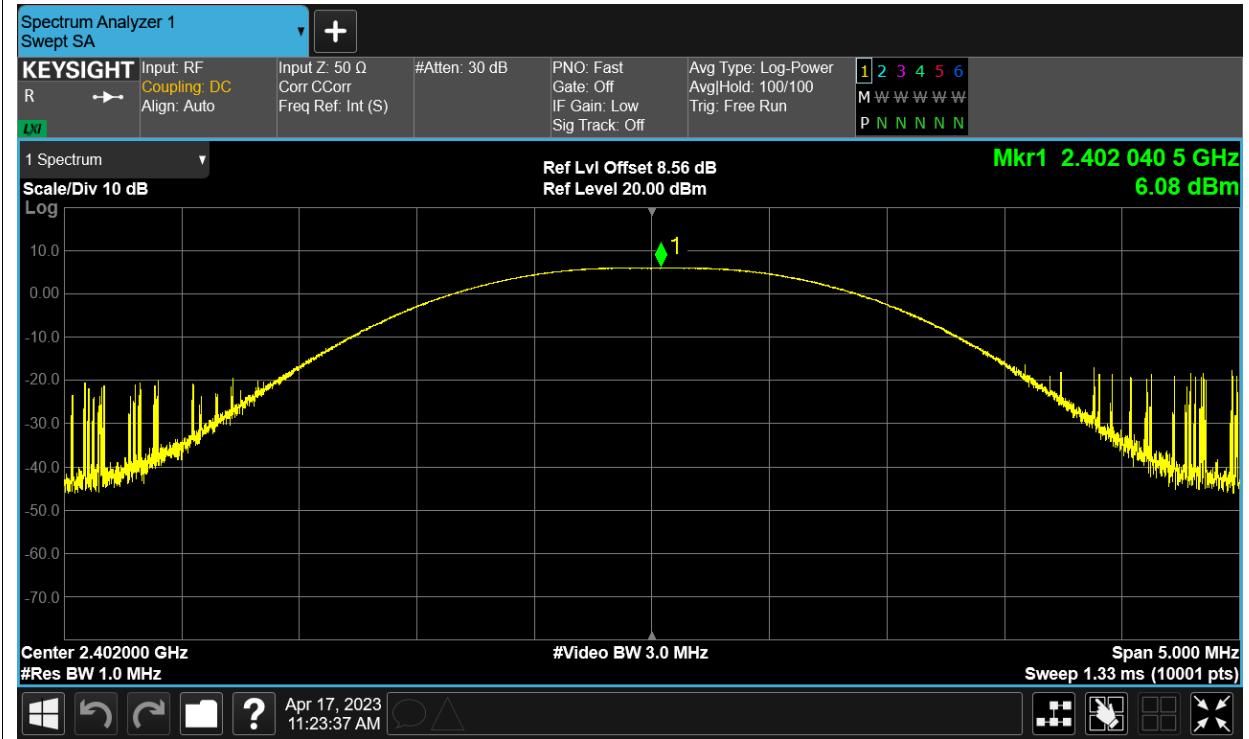 Spectrum Analyzer 1
Swept SA
KEYSIGHT
R
LXI
Input: RF
Coupling: DC
Align: Auto
Input Z: 50 Ω
Corr CCorr
Freq Ref: Int (S)
#Atten: 30 dB
PNO: Fast
Gate: Off
IF Gain: Low
Sig Track: Off
Avg Type: Log-Power
Avg|Hold: 100/100
Trig: Free Run
1 2 3 4 5 6
M W W W W W
P N N N N N
1 Spectrum
Scale/Div 10 dB
Ref Lvl Offset 8.56 dB
Ref Level 20.00 dBm
Mkr1 2.402 040 5 GHz
6.08 dBm
Log
1
10.0
0.00
-10.0
-20.0
-30.0
-40.0
-50.0
-60.0
-70.0
Center 2.402000 GHz
#Video BW 3.0 MHz
Span 5.000 MHz
#Res BW 1.0 MHz
Sweep 1.33 ms (10001 pts)
?
Apr 17, 2023
11:23:37 AM